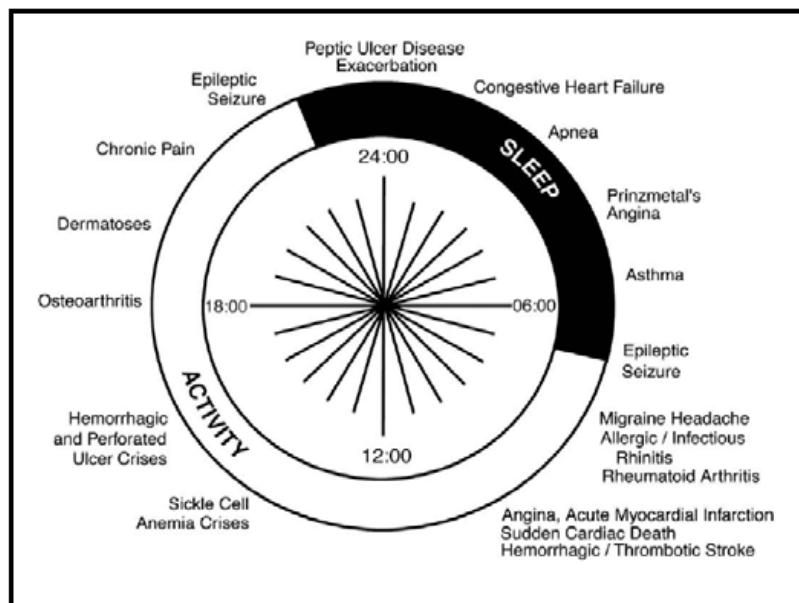 Peptic Ulcer Disease
Exacerbation
Congestive Heart Failure
Apnea
Prinzmetal's
Angina
Asthma
Epileptic
Seizure
Migraine Headache
Allergic / Infectious
Rhinitis
Rheumatoid Arthritis
Angina, Acute Myocardial Infarction
Sudden Cardiac Death
Hemorrhagic / Thrombotic Stroke
Sickle Cell
Anemia Crises
Hemorrhagic
and Perforated
Ulcer Crises
Osteoarthritis
Dermatoses
Chronic Pain
Epileptic
Seizure
SLEEP
ACTIVITY
24:00
06:00
12:00
18:00